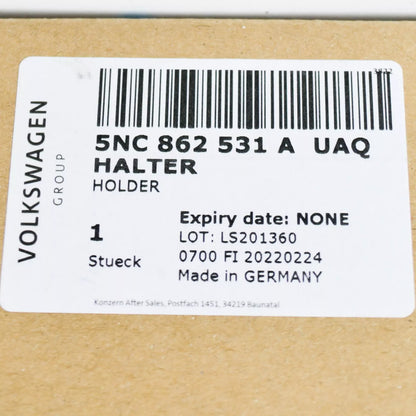 VOLKSWAGEN
GROUP
5NC 862 531 A UAQ
HALTER
HOLDER
1
Stueck
Expiry date: NONE
LOT: LS201360
0700 FI 20220224
Made in GERMANY
Konzern After Sales, Postfach 1451, 34219 Baunatal